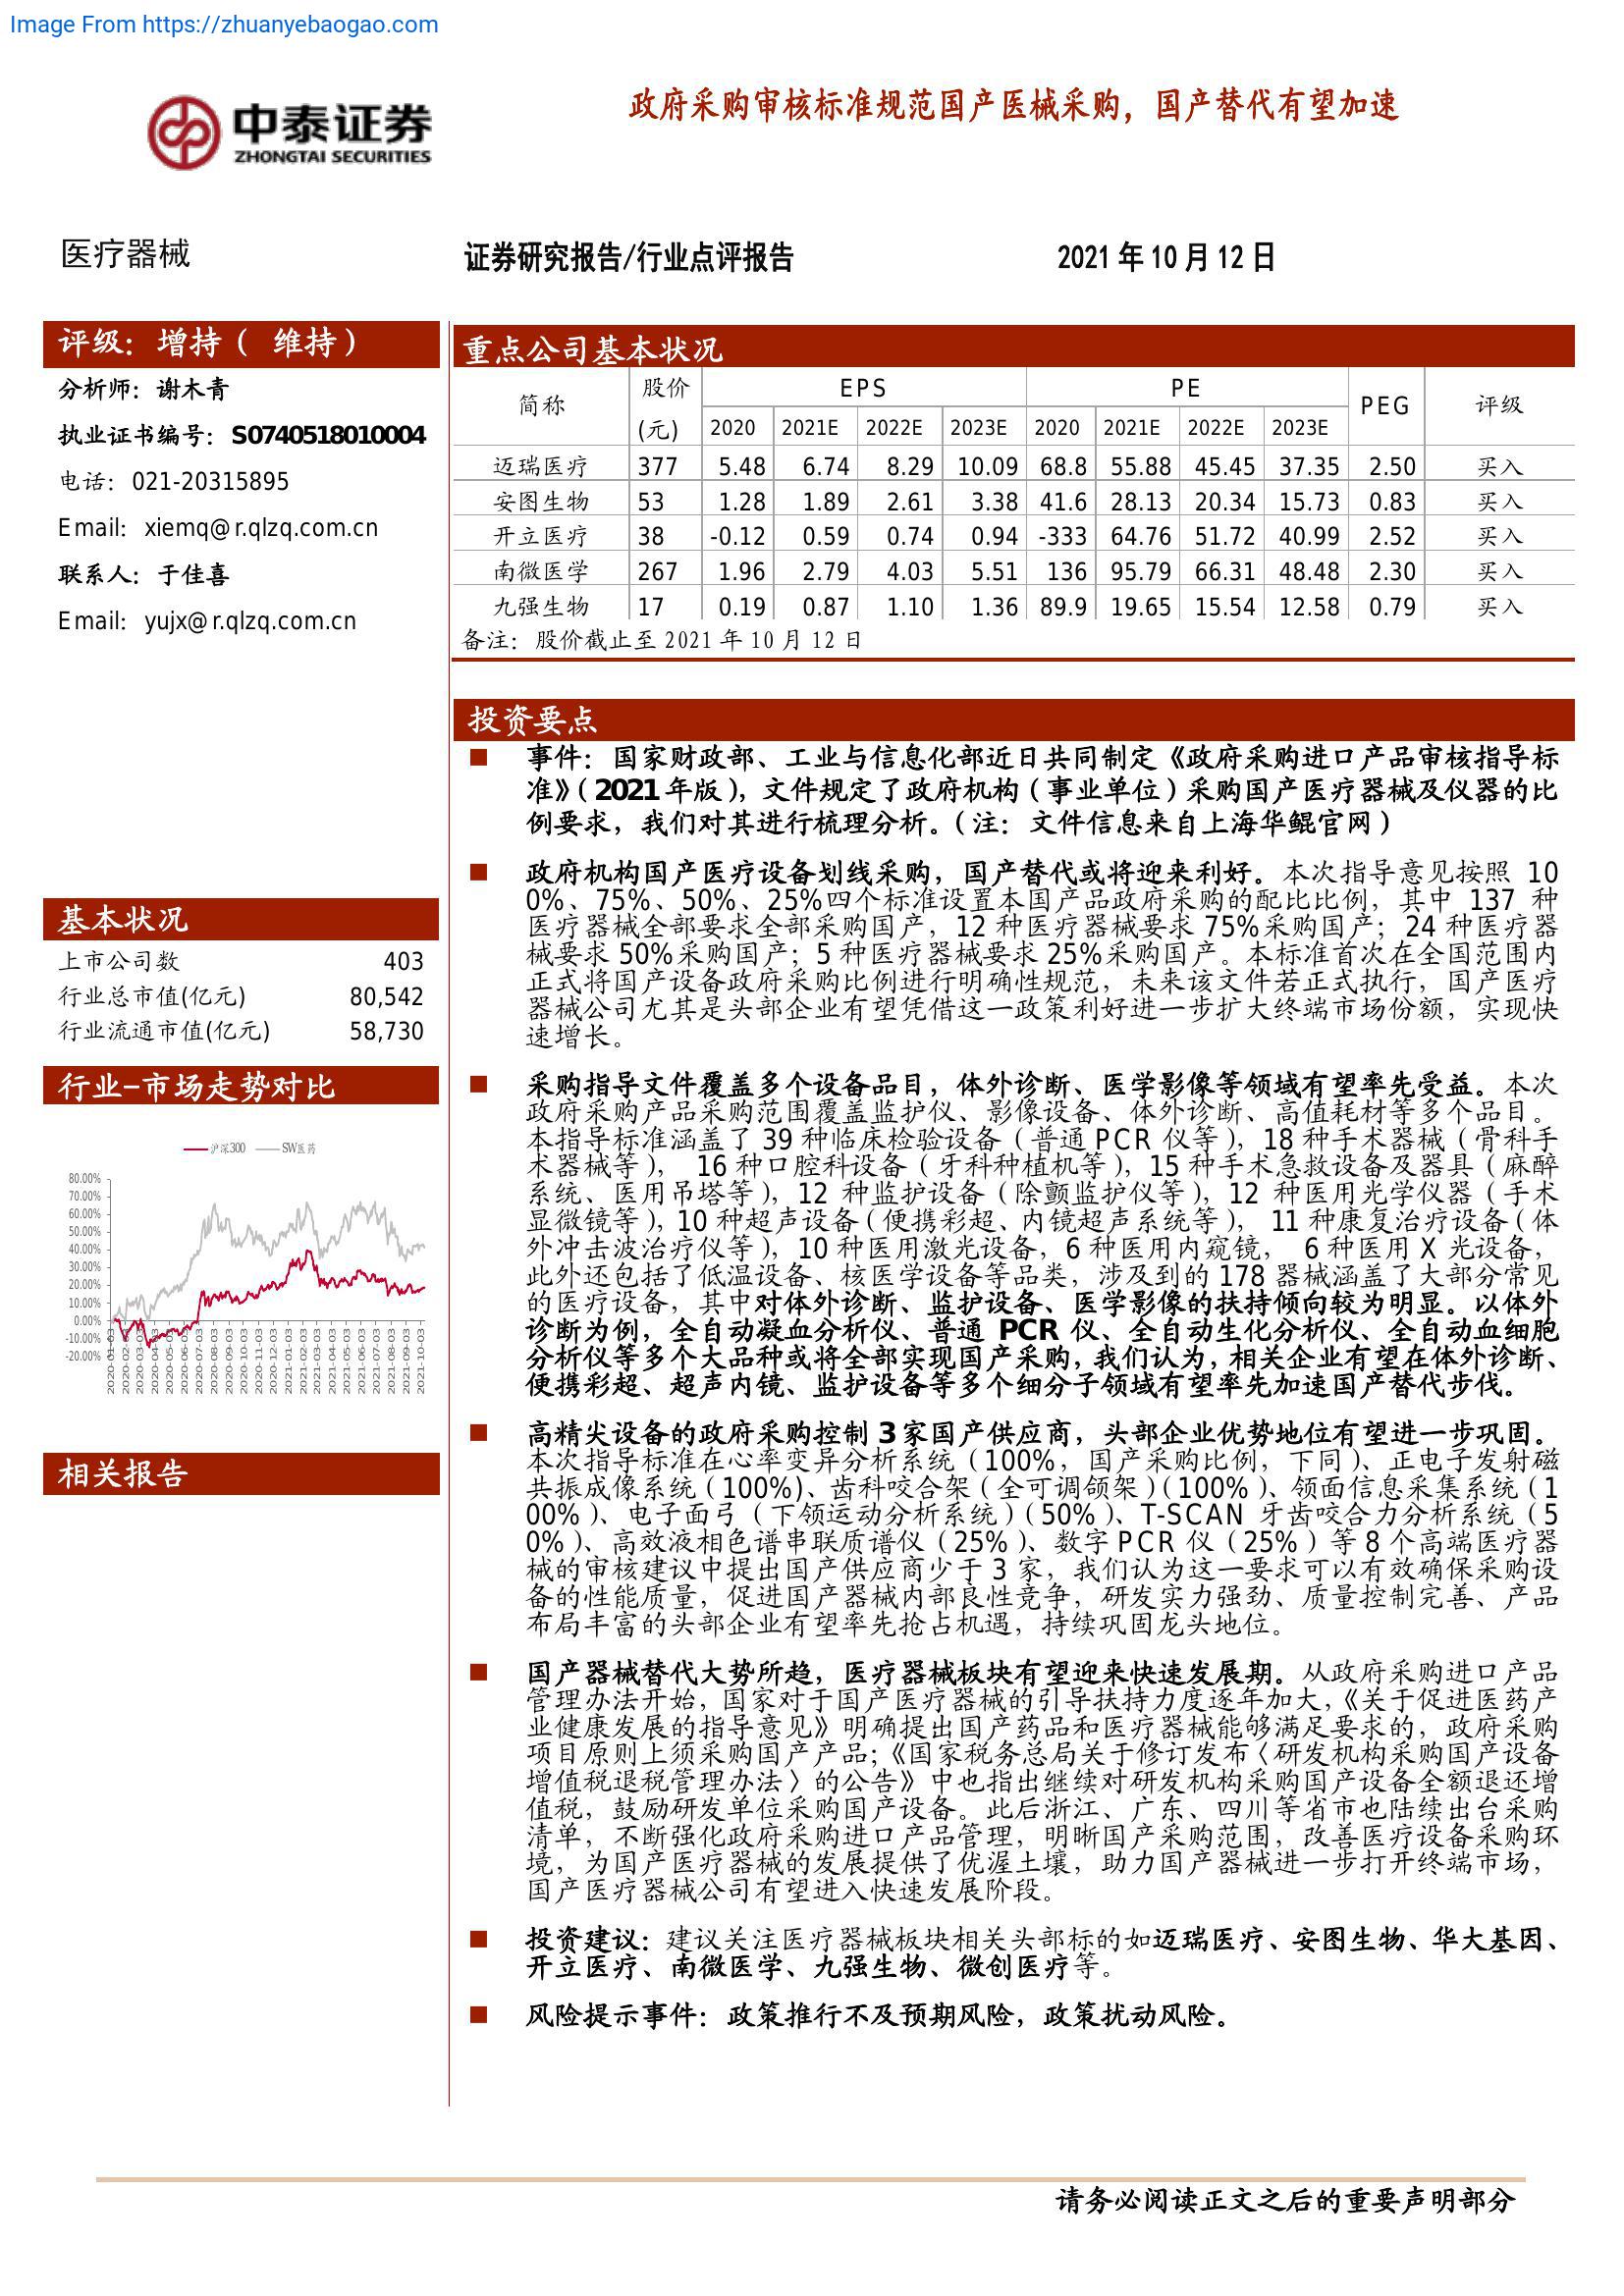 Image From https://zhuanyebaogao.com
中泰证券
ZHONGTAI SECURITIES
政府采购审核标准规范国产医械采购，国产替代有望加速
医疗器械
证券研究报告/行业点评报告
2021 年 10 月 12 日
评级：增持（ 维持）
分析师：谢木青
执业证书编号：S0740518010004
电话：021-20315895
Email：xiemq@r.qlzq.com.cn
联系人：于佳喜
Email：yujx@r.qlzq.com.cn
基本状况
上市公司数 403
行业总市值(亿元) 80,542
行业流通市值(亿元) 58,730
行业-市场走势对比
沪深300 SW医药
80.00%
70.00%
60.00%
50.00%
40.00%
30.00%
20.00%
10.00%
0.00%
-10.00%
-20.00%
2020-01-03
2020-02-03
2020-03-03
2020-04-03
2020-05-03
2020-06-03
2020-07-03
2020-08-03
2020-09-03
2020-10-03
2020-11-03
2020-12-03
2021-01-03
2021-02-03
2021-03-03
2021-04-03
2021-05-03
2021-06-03
2021-07-03
2021-08-03
2021-09-03
2021-10-03
相关报告
重点公司基本状况
简称 股价 EPS PE PEG 评级
(元) 2020 2021E 2022E 2023E 2020 2021E 2022E 2023E
迈瑞医疗 377 5.48 6.74 8.29 10.09 68.8 55.88 45.45 37.35 2.50 买入
安图生物 53 1.28 1.89 2.61 3.38 41.6 28.13 20.34 15.73 0.83 买入
开立医疗 38 -0.12 0.59 0.74 0.94 -333 64.76 51.72 40.99 2.52 买入
南微医学 267 1.96 2.79 4.03 5.51 136 95.79 66.31 48.48 2.30 买入
九强生物 17 0.19 0.87 1.10 1.36 89.9 19.65 15.54 12.58 0.79 买入
备注：股价截止至 2021 年 10 月 12 日
投资要点
■ 事件：国家财政部、工业与信息化部近日共同制定《政府采购进口产品审核指导标
准》（2021 年版），文件规定了政府机构（事业单位）采购国产医疗器械及仪器的比
例要求，我们对其进行梳理分析。（注：文件信息来自上海华鲲官网）
■ 政府机构国产医疗设备划线采购，国产替代或将迎来利好。本次指导意见按照 10
0%、75%、50%、25%四个标准设置本国产品政府采购的配比比例，其中 137 种
医疗器械全部要求全部采购国产，12 种医疗器械要求 75%采购国产；24 种医疗器
械要求 50%采购国产；5 种医疗器械要求 25%采购国产。本标准首次在全国范围内
正式将国产设备政府采购比例进行明确性规范，未来该文件若正式执行，国产医疗
器械公司尤其是头部企业有望凭借这一政策利好进一步扩大终端市场份额，实现快
速增长。
■ 采购指导文件覆盖多个设备品目，体外诊断、医学影像等领域有望率先受益。本次
政府采购产品采购范围覆盖监护仪、影像设备、体外诊断、高值耗材等多个品目。
本指导标准涵盖了 39 种临床检验设备（普通 PCR 仪等），18 种手术器械（骨科手
术器械等）， 16 种口腔科设备（牙科种植机等），15 种手术急救设备及器具（麻醉
系统、医用吊塔等），12 种监护设备（除颤监护仪等），12 种医用光学仪器（手术
显微镜等），10 种超声设备（便携彩超、内镜超声系统等）， 11 种康复治疗设备（体
外冲击波治疗仪等），10 种医用激光设备，6 种医用内窥镜， 6 种医用 X 光设备，
此外还包括了低温设备、核医学设备等品类，涉及到的 178 器械涵盖了大部分常见
的医疗设备，其中对体外诊断、监护设备、医学影像的扶持倾向较为明显。以体外
诊断为例，全自动凝血分析仪、普通 PCR 仪、全自动生化分析仪、全自动血细胞
分析仪等多个大品种或将全部实现国产采购，我们认为，相关企业有望在体外诊断、
便携彩超、超声内镜、监护设备等多个细分子领域有望率先加速国产替代步伐。
■ 高精尖设备的政府采购控制 3 家国产供应商，头部企业优势地位有望进一步巩固。
本次指导标准在心率变异分析系统（100%，国产采购比例，下同）、正电子发射磁
共振成像系统（100%）、齿科咬合架（全可调颌架）（100%）、颌面信息采集系统（1
00%）、电子面弓（下颌运动分析系统）（50%）、T-SCAN 牙齿咬合力分析系统（5
0%）、高效液相色谱串联质谱仪（25%）、数字 PCR 仪（25%）等 8 个高端医疗器
械的审核建议中提出国产供应商少于 3 家，我们认为这一要求可以有效确保采购设
备的性能质量，促进国产器械内部良性竞争，研发实力强劲、质量控制完善、产品
布局丰富的头部企业有望率先抢占机遇，持续巩固龙头地位。
■ 国产器械替代大势所趋，医疗器械板块有望迎来快速发展期。从政府采购进口产品
管理办法开始，国家对于国产医疗器械的引导扶持力度逐年加大，《关于促进医药产
业健康发展的指导意见》明确提出国产药品和医疗器械能够满足要求的，政府采购
项目原则上须采购国产产品；《国家税务总局关于修订发布〈研发机构采购国产设备
增值税退税管理办法〉的公告》中也指出继续对研发机构采购国产设备全额退还增
值税，鼓励研发单位采购国产设备。此后浙江、广东、四川等省市也陆续出台采购
清单，不断强化政府采购进口产品管理，明晰国产采购范围，改善医疗设备采购环
境，为国产医疗器械的发展提供了优渥土壤，助力国产器械进一步打开终端市场，
国产医疗器械公司有望进入快速发展阶段。
■ 投资建议：建议关注医疗器械板块相关头部标的如迈瑞医疗、安图生物、华大基因、
开立医疗、南微医学、九强生物、微创医疗等。
■ 风险提示事件：政策推行不及预期风险，政策扰动风险。
请务必阅读正文之后的重要声明部分